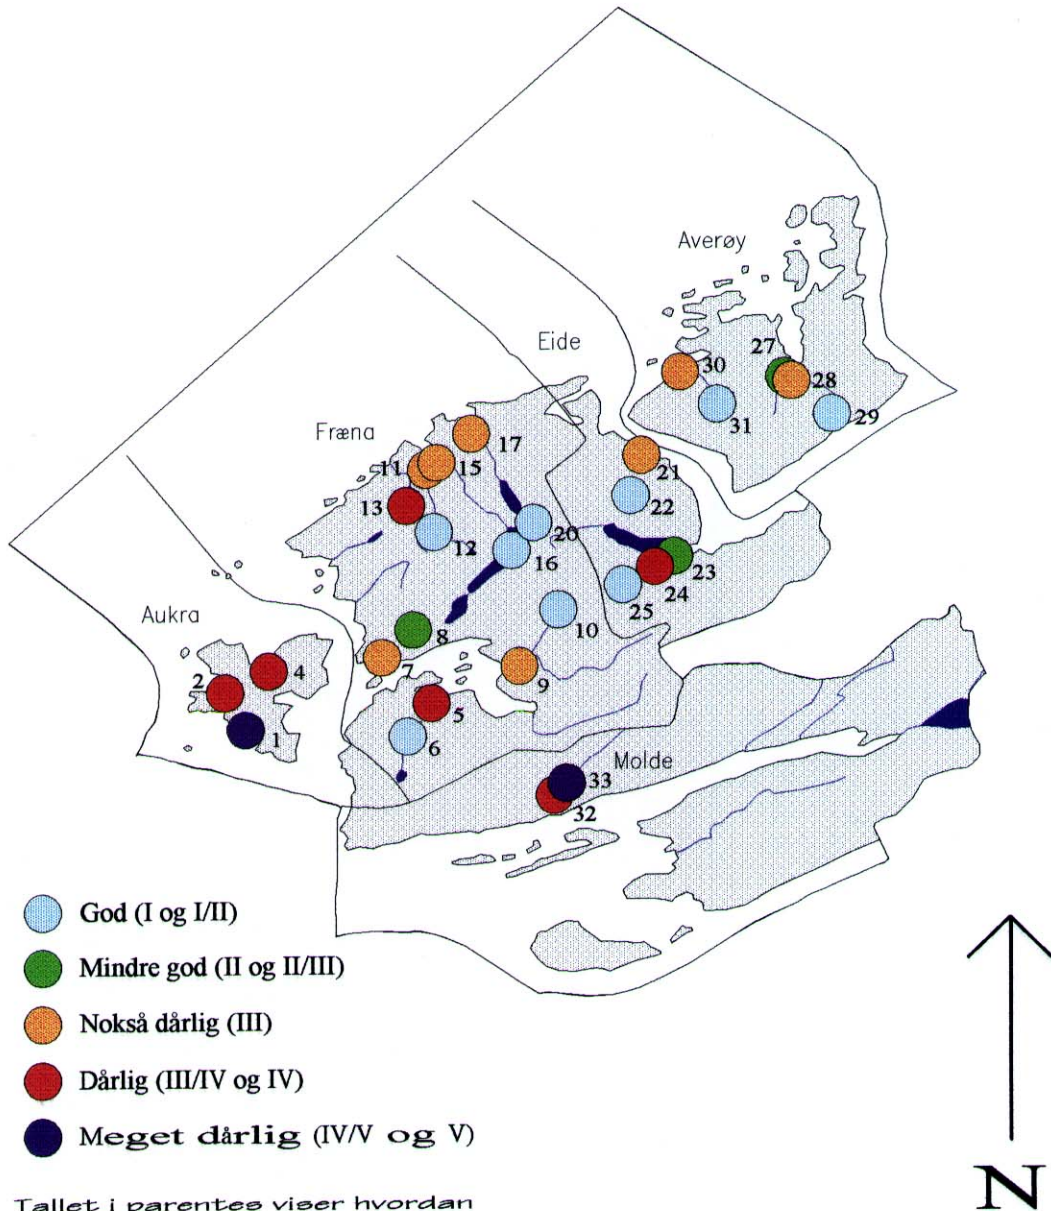 Averøy
Eide
27
30
28
31
29
Fræna
17
11
15
21
13
22
12
20
16
23
24
25
10
Aukra
8
7
9
2
4
5
1
6
Molde
33
32
God (I og I/II)
Mindre god (II og II/III)
Nokså dårlig (III)
Dårlig (III/IV og IV)
Meget dårlig (IV/V og V)
N
Tallet i parentes viser hvordan